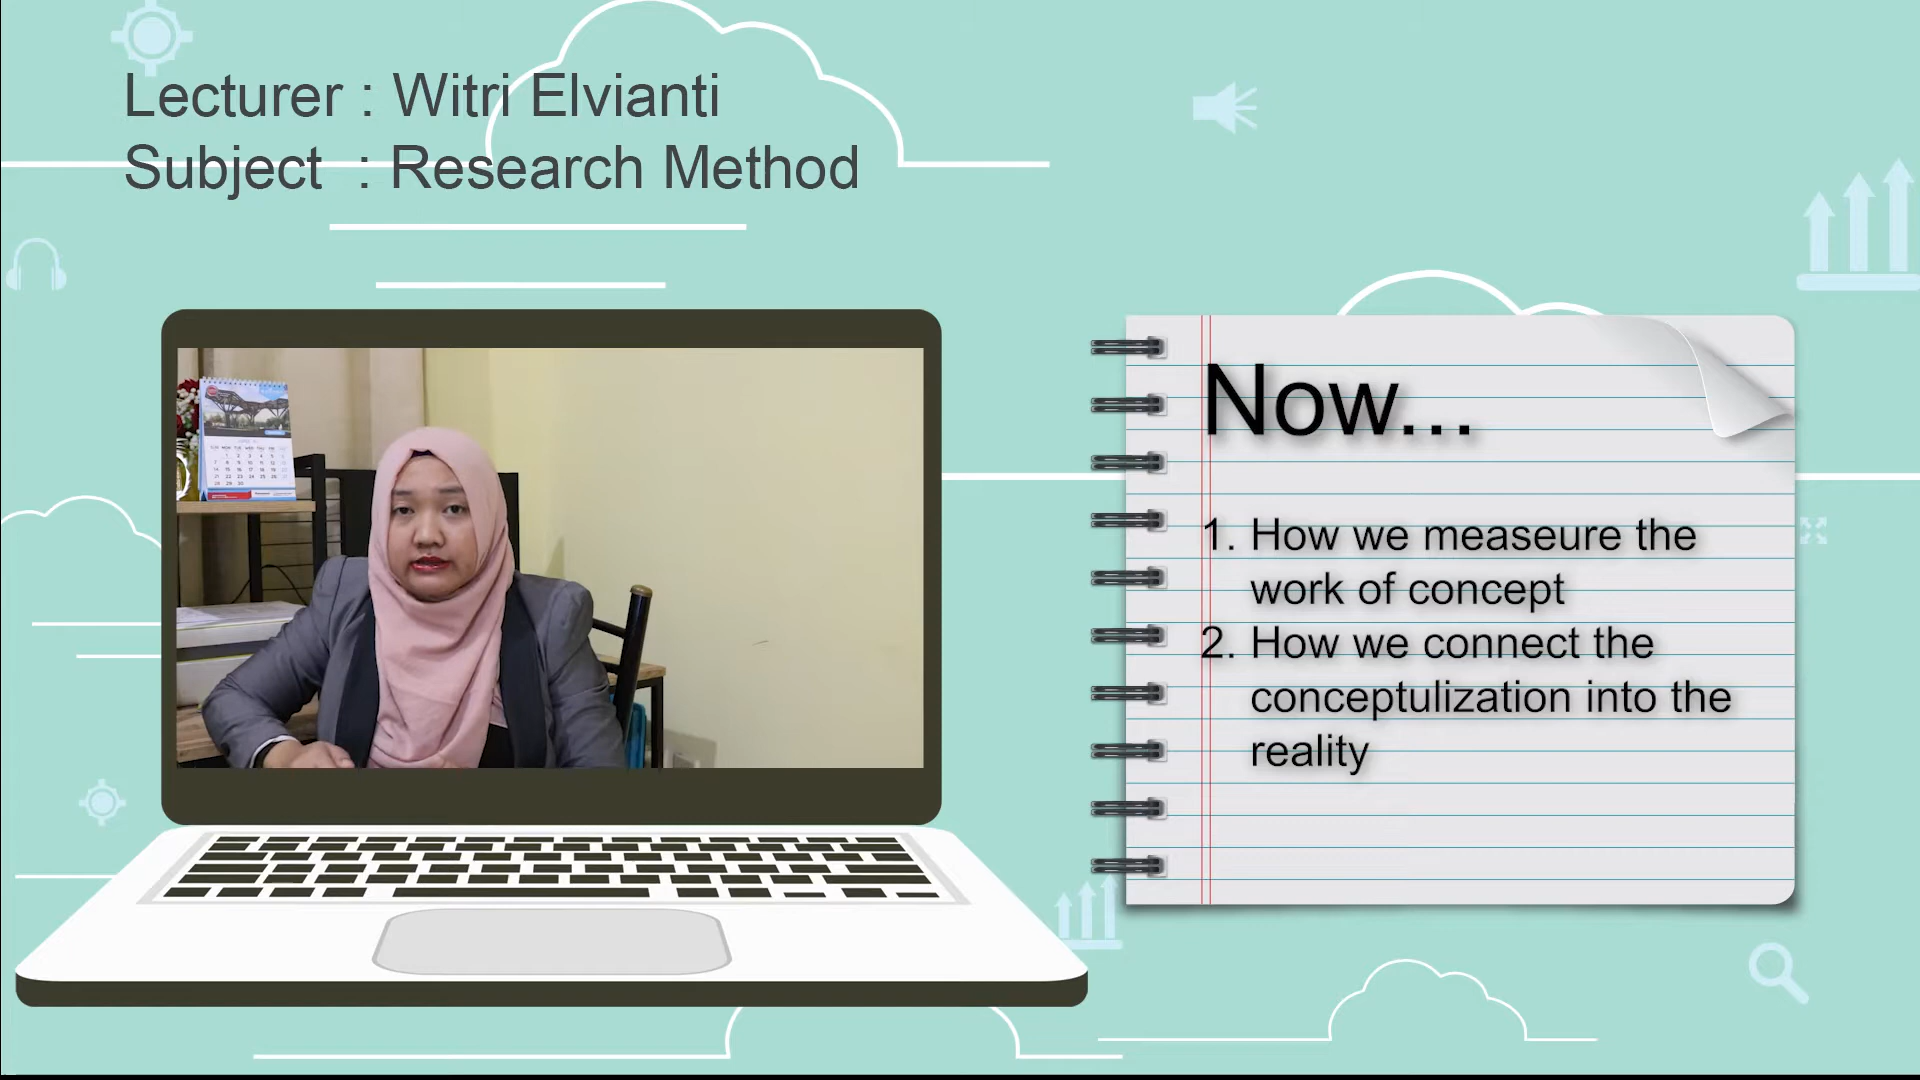 Lecturer : Witri Elvianti
Subject : Research Method
Now...
1. How we measeure the
work of concept
2. How we connect the
conceptulization into the
reality